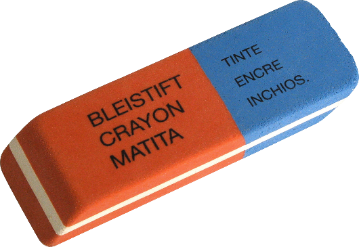 BLEISTIFT
CRAYON
MATITA
TINTE
ENCRE
INCHIOS.